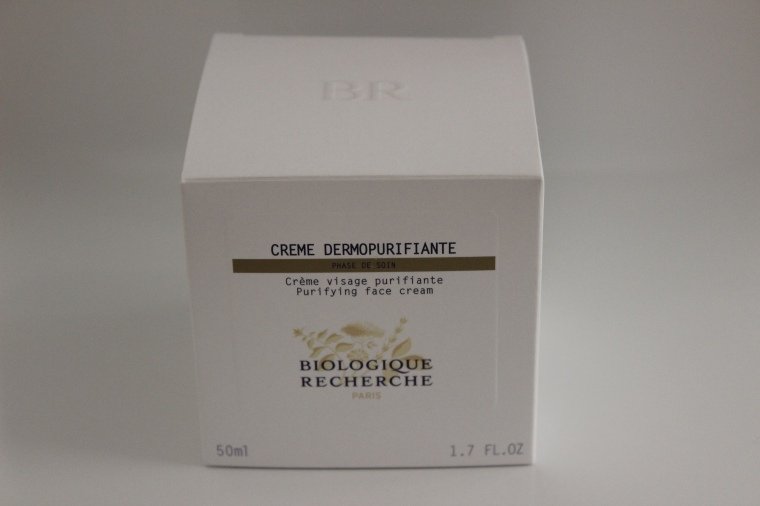 BR
CREME DERMOPURIFIANTE
PHASE DE SOIN
Crème visage purifiante
Purifying face cream
BIOLOGIQUE
RECHERCHE
PARIS
50ml 1.7 FL.OZ